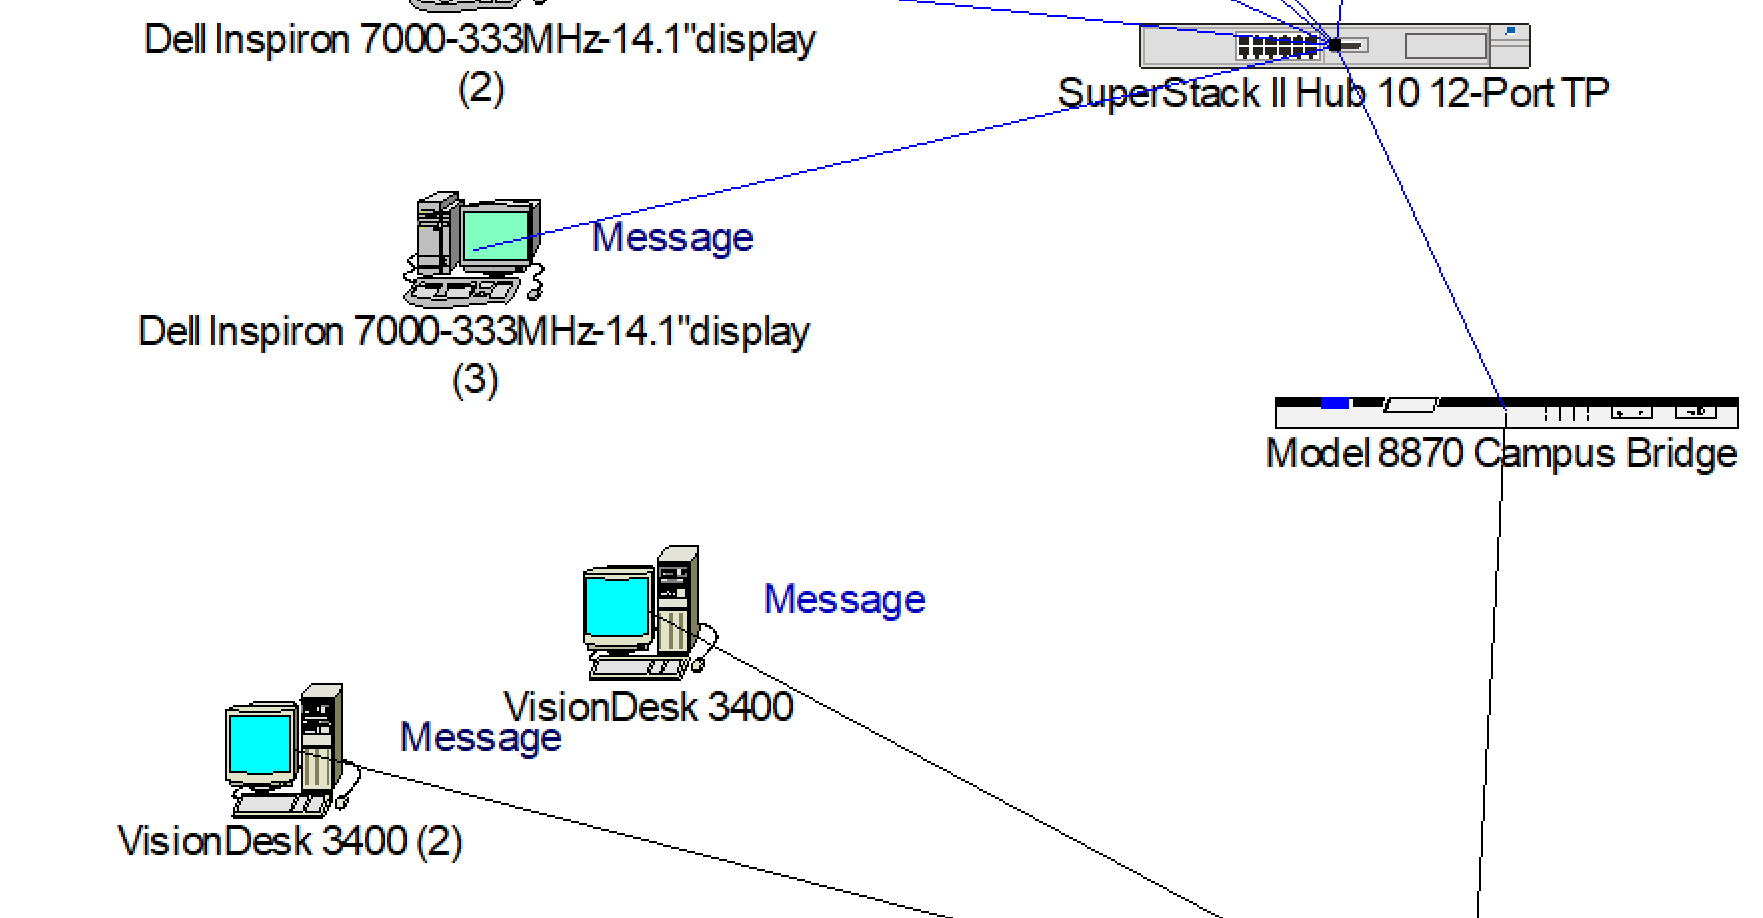 Dell Inspiron 7000-333MHz-14.1"display
(2)
SuperStack II Hub 10 12-Port TP
Message
Dell Inspiron 7000-333MHz-14.1"display
(3)
Model 8870 Campus Bridge
Message
VisionDesk 3400
Message
VisionDesk 3400 (2)